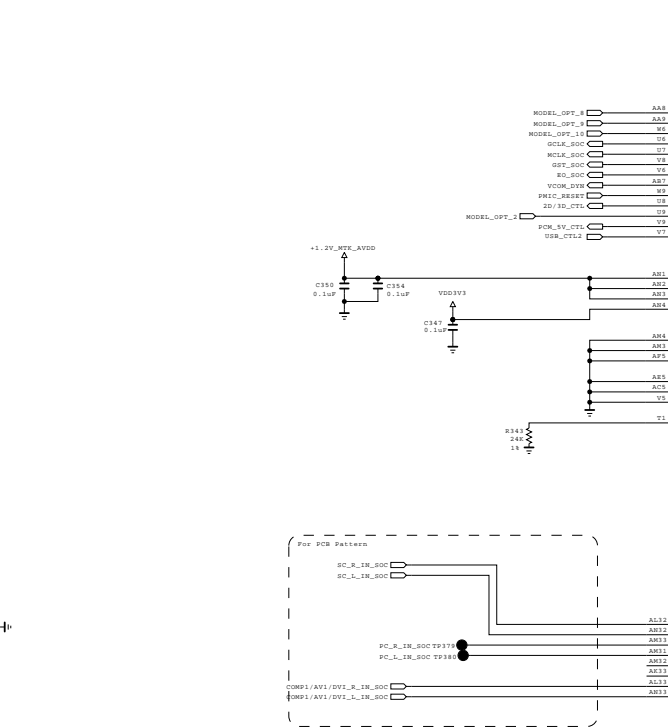 MODEL_OPT_8 AA8
MODEL_OPT_9 AA9
MODEL_OPT_10 W6
GCLK_SOC U6
MCLK_SOC U7
GST_SOC V8
EO_SOC V6
VCOM_DYN AB7
PMIC_RESET W9
2D/3D_CTL U8
MODEL_OPT_2 U9
PCM_5V_CTL V9
USB_CTL2 V7
+1.2V_MTK_AVDD
AN1
C350 C354 AN2
0.1uF 0.1uF VDD3V3 AN3
AN4
C347
0.1uF
AM4
AM3
AF5
AE5
AC5
V5
T1
R343
24K
1%
For PCB Pattern
SC_R_IN_SOC
SC_L_IN_SOC
AL32
AN32
PC_R_IN_SOC TP379 AM33
PC_L_IN_SOC TP380 AM31
AM32
AK33
COMP1/AV1/DVI_R_IN_SOC AL33
COMP1/AV1/DVI_L_IN_SOC AN33